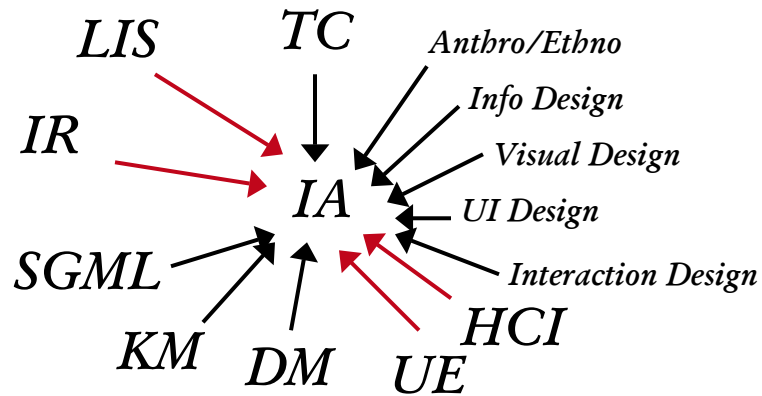 TC
LIS
Anthro/Ethno
Info Design
IR
Visual Design
IA
UI Design
SGML
Interaction Design
HCI
KM
DM
UE